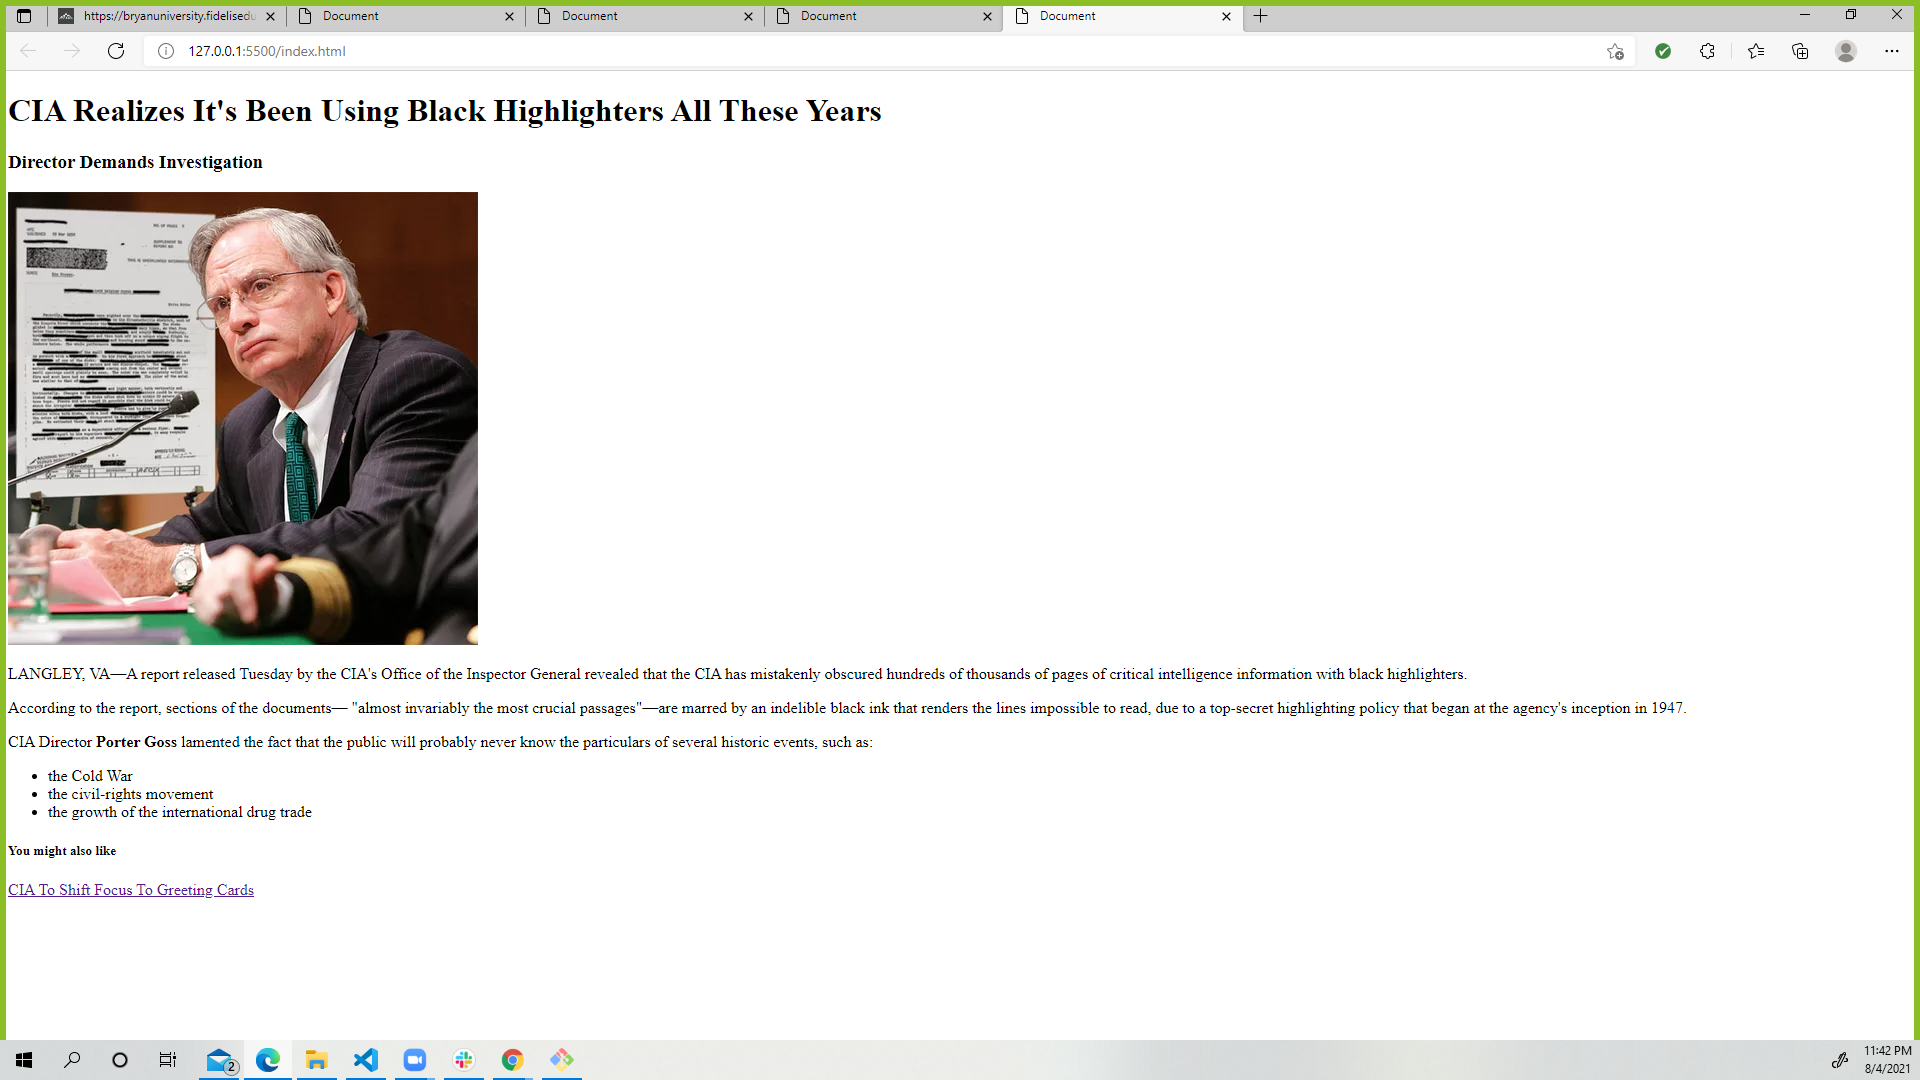 https://bryanuniversity.fidelisedu
Document
Document
Document
Document
127.0.0.1:5500/index.html
CIA Realizes It's Been Using Black Highlighters All These Years
Director Demands Investigation
LANGLEY, VA—A report released Tuesday by the CIA's Office of the Inspector General revealed that the CIA has mistakenly obscured hundreds of thousands of pages of critical intelligence information with black highlighters.
According to the report, sections of the documents— "almost invariably the most crucial passages"—are marred by an indelible black ink that renders the lines impossible to read, due to a top-secret highlighting policy that began at the agency's inception in 1947.
CIA Director Porter Goss lamented the fact that the public will probably never know the particulars of several historic events, such as:
• the Cold War
• the civil-rights movement
• the growth of the international drug trade
You might also like
CIA To Shift Focus To Greeting Cards
2
11:42 PM
8/4/2021